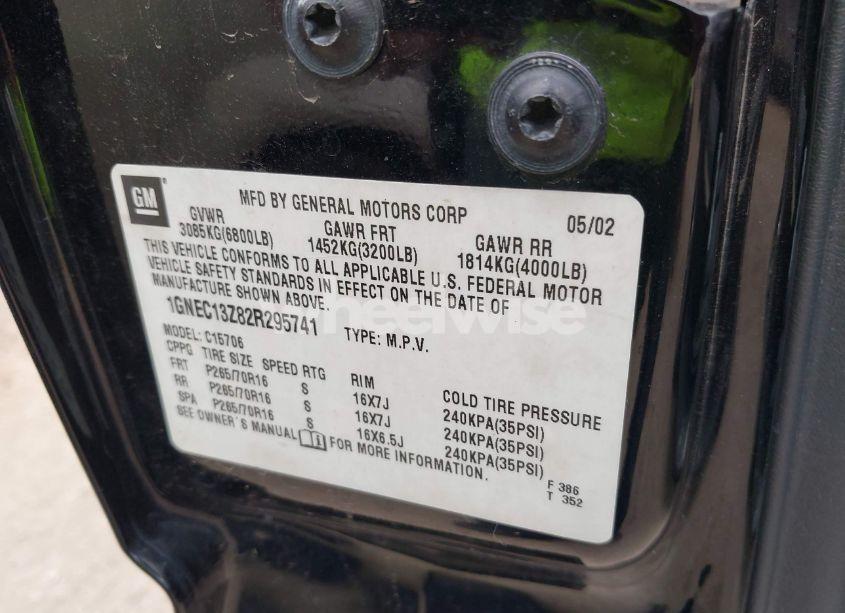 GM
MFD BY GENERAL MOTORS CORP 05/02
GVWR GAWR FRT GAWR RR
3085KG(6800LB) 1452KG(3200LB) 1814KG(4000LB)
THIS VEHICLE CONFORMS TO ALL APPLICABLE U.S. FEDERAL MOTOR
VEHICLE SAFETY STANDARDS IN EFFECT ON THE DATE OF
MANUFACTURE SHOWN ABOVE.
1GNEC13Z82R295741 TYPE: M.P.V.
MODEL: C15706
CPPG TIRE SIZE SPEED RTG RIM COLD TIRE PRESSURE
FRT P265/70R16 S 16X7J 240KPA(35PSI)
RR P265/70R16 S 16X7J 240KPA(35PSI)
SPA P265/70R16 S 16X6.5J 240KPA(35PSI)
SEE OWNER'S MANUAL FOR MORE INFORMATION.
F 386
T 352